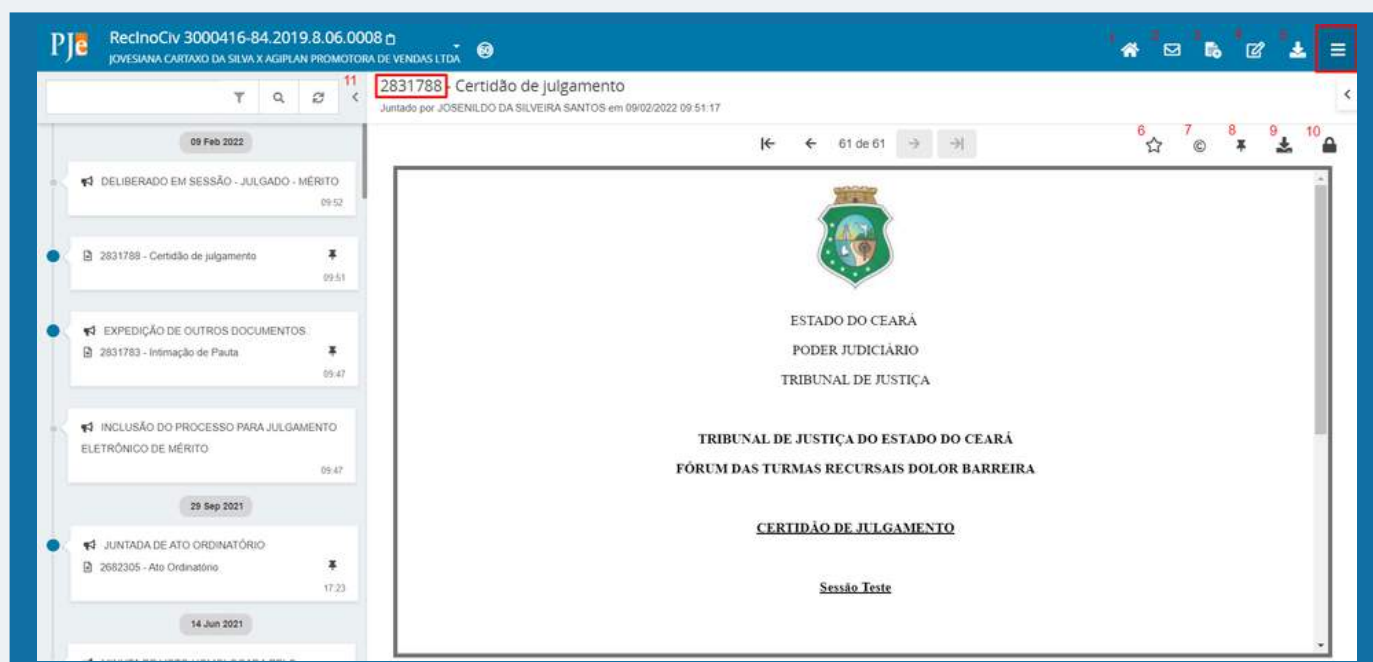 PJe
RecInoCiv 3000416-84.2019.8.06.0008
JOVESIANA CARTAXO DA SILVA X AGIPLAN PROMOTORA DE VENDAS LTDA
1 2 3 4 5
11
2831788 - Certidão de julgamento
Juntado por JOSENILDO DA SILVEIRA SANTOS em 09/02/2022 09:51:17
61 de 61
6 7 8 9 10
09 Feb 2022
DELIBERADO EM SESSÃO - JULGADO - MÉRITO
09:52
2831788 - Certidão de julgamento
09:51
EXPEDIÇÃO DE OUTROS DOCUMENTOS.
2831783 - Intimação de Pauta
09:47
INCLUSÃO DO PROCESSO PARA JULGAMENTO
ELETRÔNICO DE MÉRITO
09:47
29 Sep 2021
JUNTADA DE ATO ORDINATÓRIO
2682305 - Ato Ordinatório
17:23
14 Jun 2021
ESTADO DO CEARÁ
PODER JUDICIÁRIO
TRIBUNAL DE JUSTIÇA
TRIBUNAL DE JUSTIÇA DO ESTADO DO CEARÁ
FÓRUM DAS TURMAS RECURSAIS DOLOR BARREIRA
CERTIDÃO DE JULGAMENTO
Sessão Teste